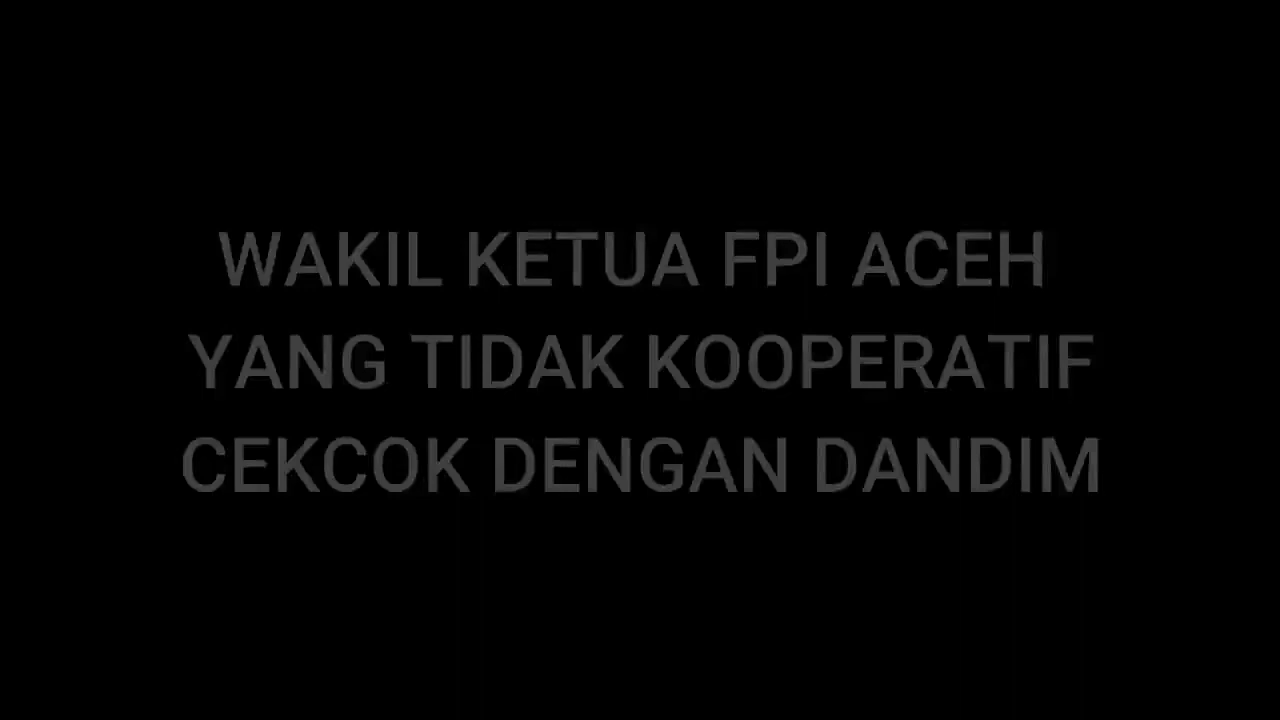 WAKIL KETUA FPI ACEH
YANG TIDAK KOOPERATIF
CEKCOK DENGAN DANDIM